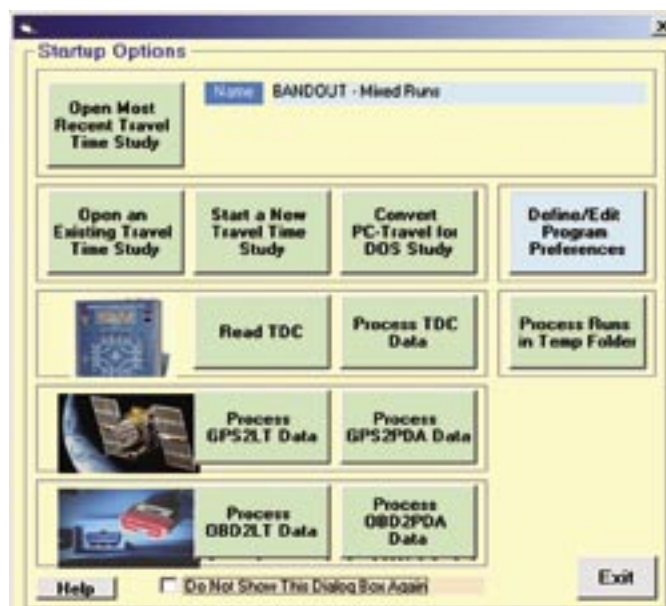 Startup Options
Open Most
Recent Travel
Time Study
Name BANDOUT - Mixed Runs
Open an
Existing Travel
Time Study
Start a New
Travel Time
Study
Convert
PC-Travel for
DOS Study
Define/Edit
Program
Preferences
Read TDC
Process TDC
Data
Process Runs
in Temp Folder
Process
GPS2LT Data
Process
GPS2PDA Data
Process
OBD2LT Data
Process
OBD2PDA
Data
Help
Do Not Show This Dialog Box Again
Exit